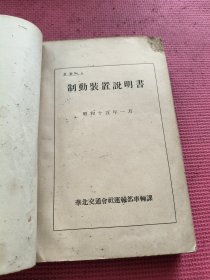 制動裝置說明書
昭和十五年一月
華北交通會社運輸部車輛課